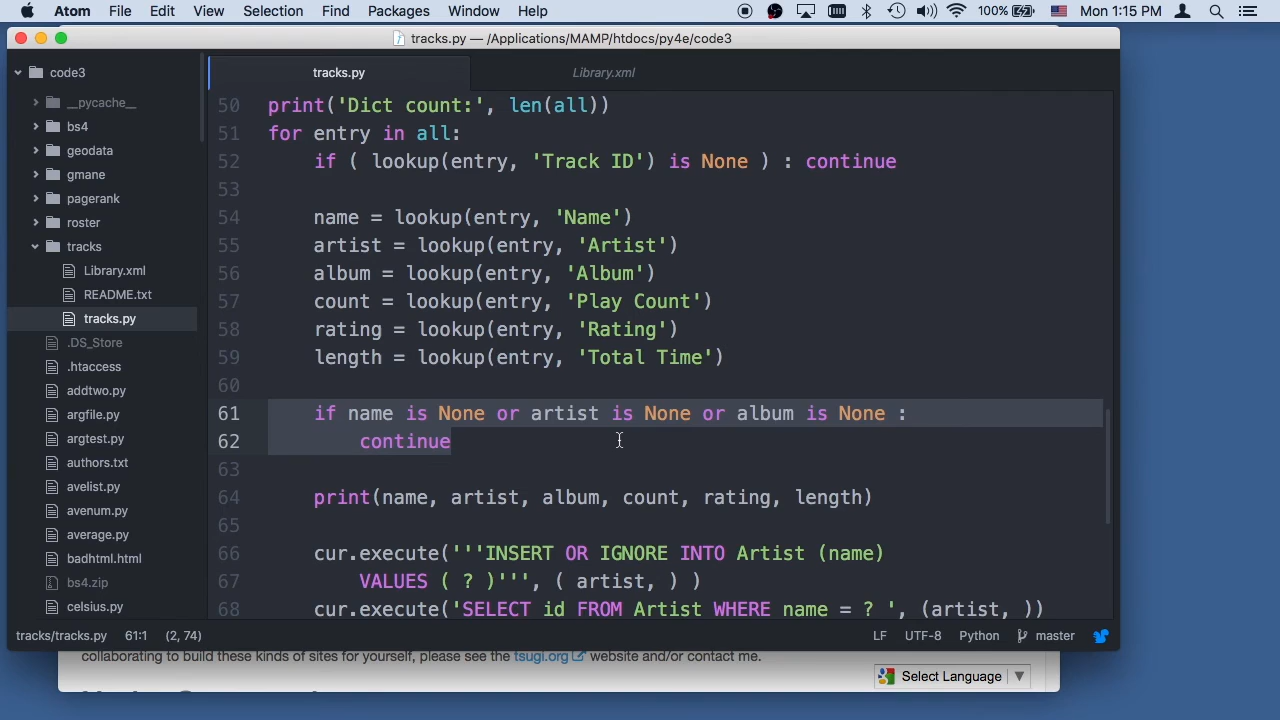 Atom File Edit View Selection Find Packages Window Help 100% Mon 1:15 PM
tracks.py — /Applications/MAMP/htdocs/py4e/code3
code3
__pycache__
bs4
geodata
gmane
pagerank
roster
tracks
Library.xml
README.txt
tracks.py
.DS_Store
.htaccess
addtwo.py
argfile.py
argtest.py
authors.txt
avelist.py
avenum.py
average.py
badhtml.html
bs4.zip
celsius.py
tracks.py Library.xml
50 print('Dict count:', len(all))
51 for entry in all:
52 if ( lookup(entry, 'Track ID') is None ) : continue
53
54 name = lookup(entry, 'Name')
55 artist = lookup(entry, 'Artist')
56 album = lookup(entry, 'Album')
57 count = lookup(entry, 'Play Count')
58 rating = lookup(entry, 'Rating')
59 length = lookup(entry, 'Total Time')
60
61 if name is None or artist is None or album is None :
62 continue
63
64 print(name, artist, album, count, rating, length)
65
66 cur.execute('''INSERT OR IGNORE INTO Artist (name)
67 VALUES ( ? )''', ( artist, ) )
68 cur.execute('SELECT id FROM Artist WHERE name = ? ', (artist, ))
tracks/tracks.py 61:1 (2, 74) LF UTF-8 Python master
collaborating to build these kinds of sites for yourself, please see the tsugi.org website and/or contact me.
Select Language ▼